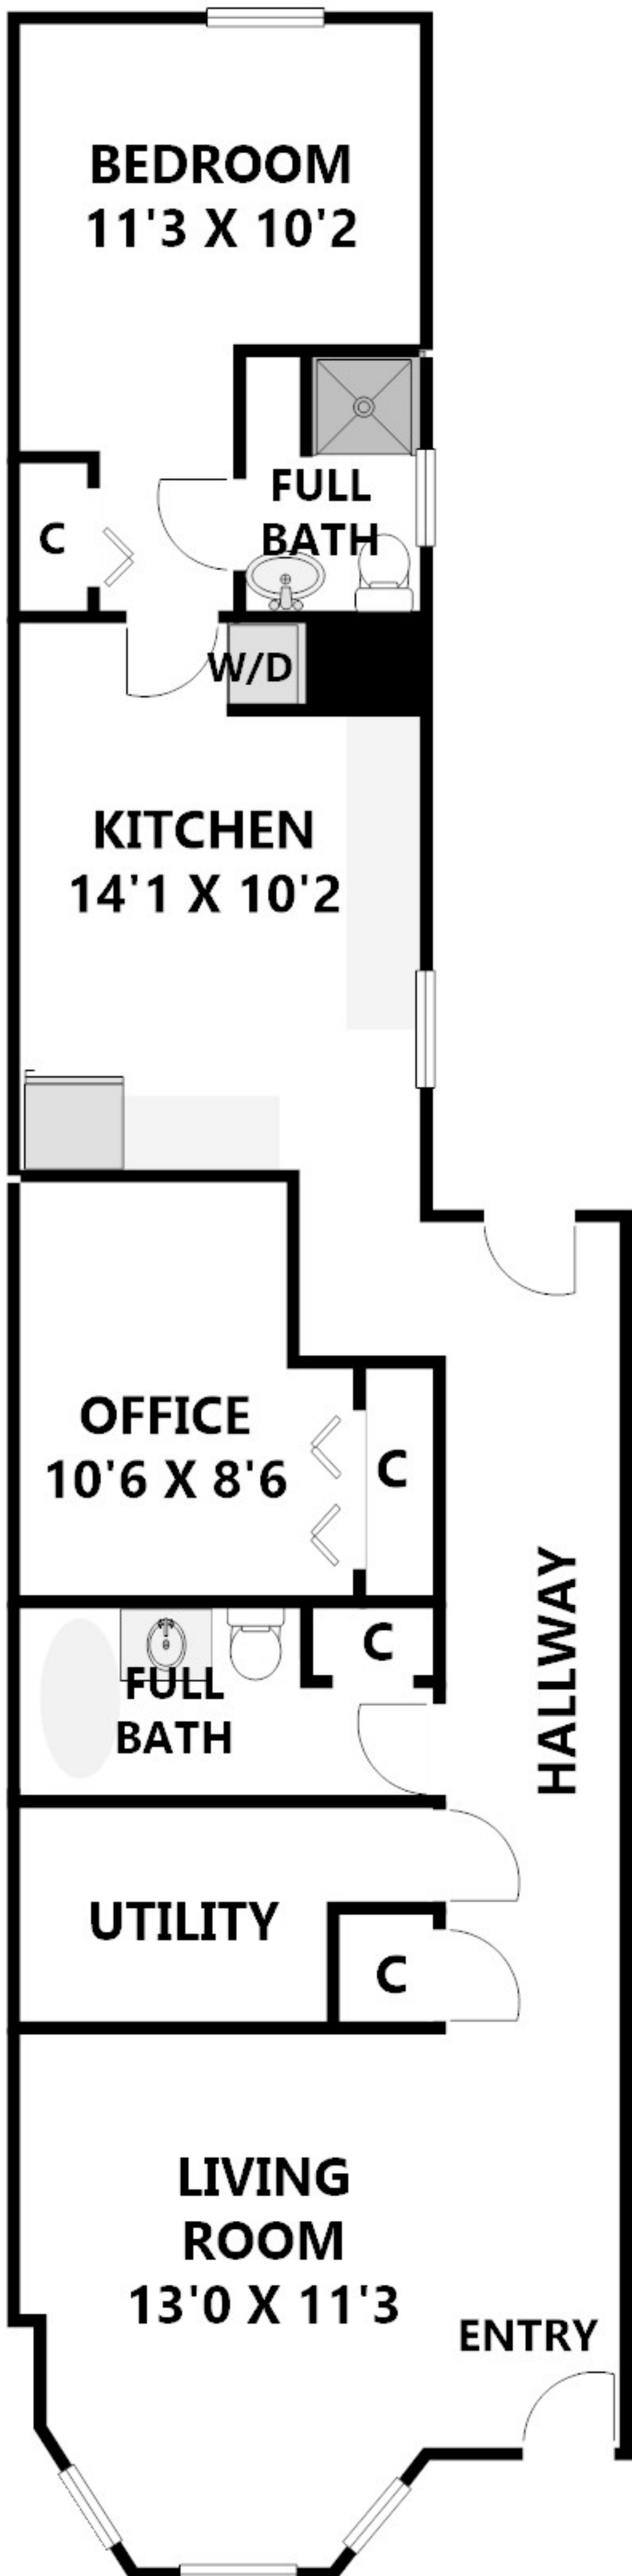 BEDROOM
11'3 X 10'2
FULL
BATH
C
W/D
KITCHEN
14'1 X 10'2
OFFICE
10'6 X 8'6
C
HALLWAY
C
FULL
BATH
UTILITY
C
LIVING
ROOM
13'0 X 11'3
ENTRY